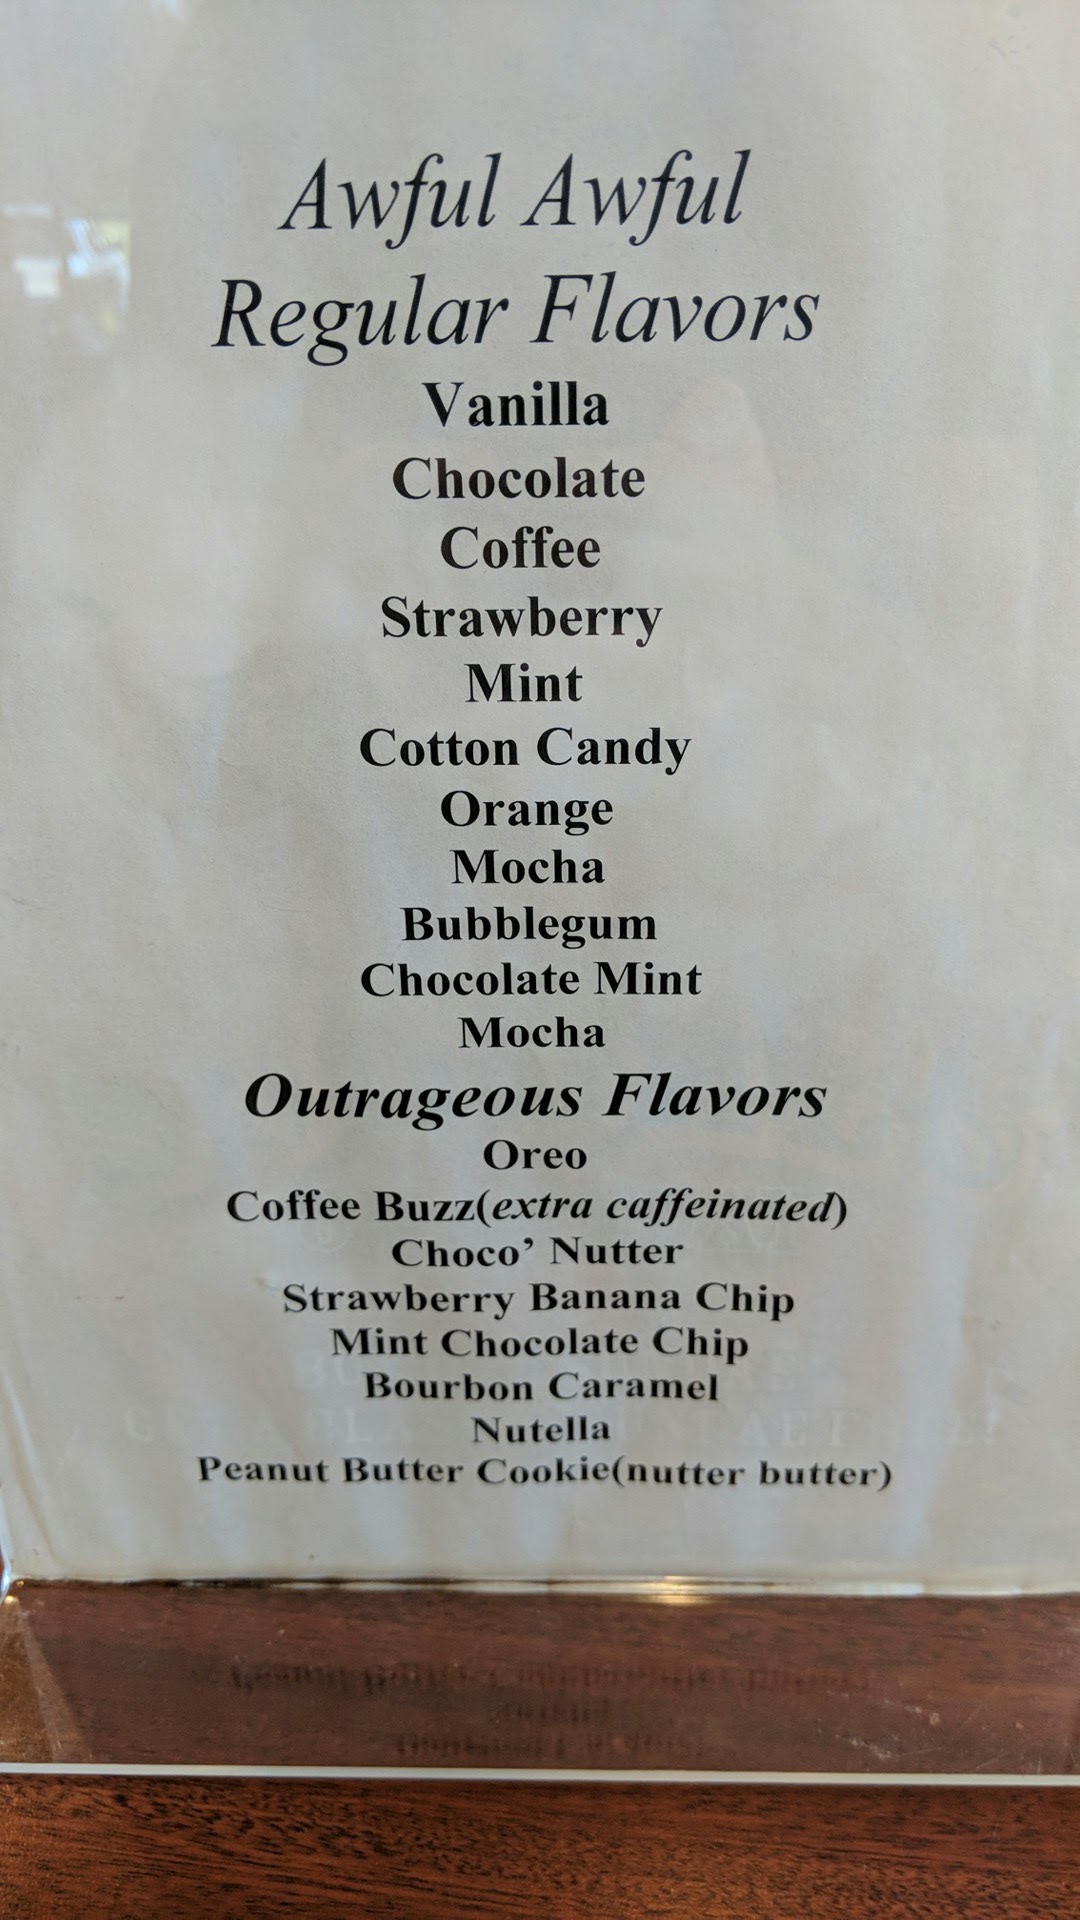 Awful Awful
Regular Flavors
Vanilla
Chocolate
Coffee
Strawberry
Mint
Cotton Candy
Orange
Mocha
Bubblegum
Chocolate Mint
Mocha
Outrageous Flavors
Oreo
Coffee Buzz(extra caffeinated)
Choco’ Nutter
Strawberry Banana Chip
Mint Chocolate Chip
Bourbon Caramel
Nutella
Peanut Butter Cookie(nutter butter)